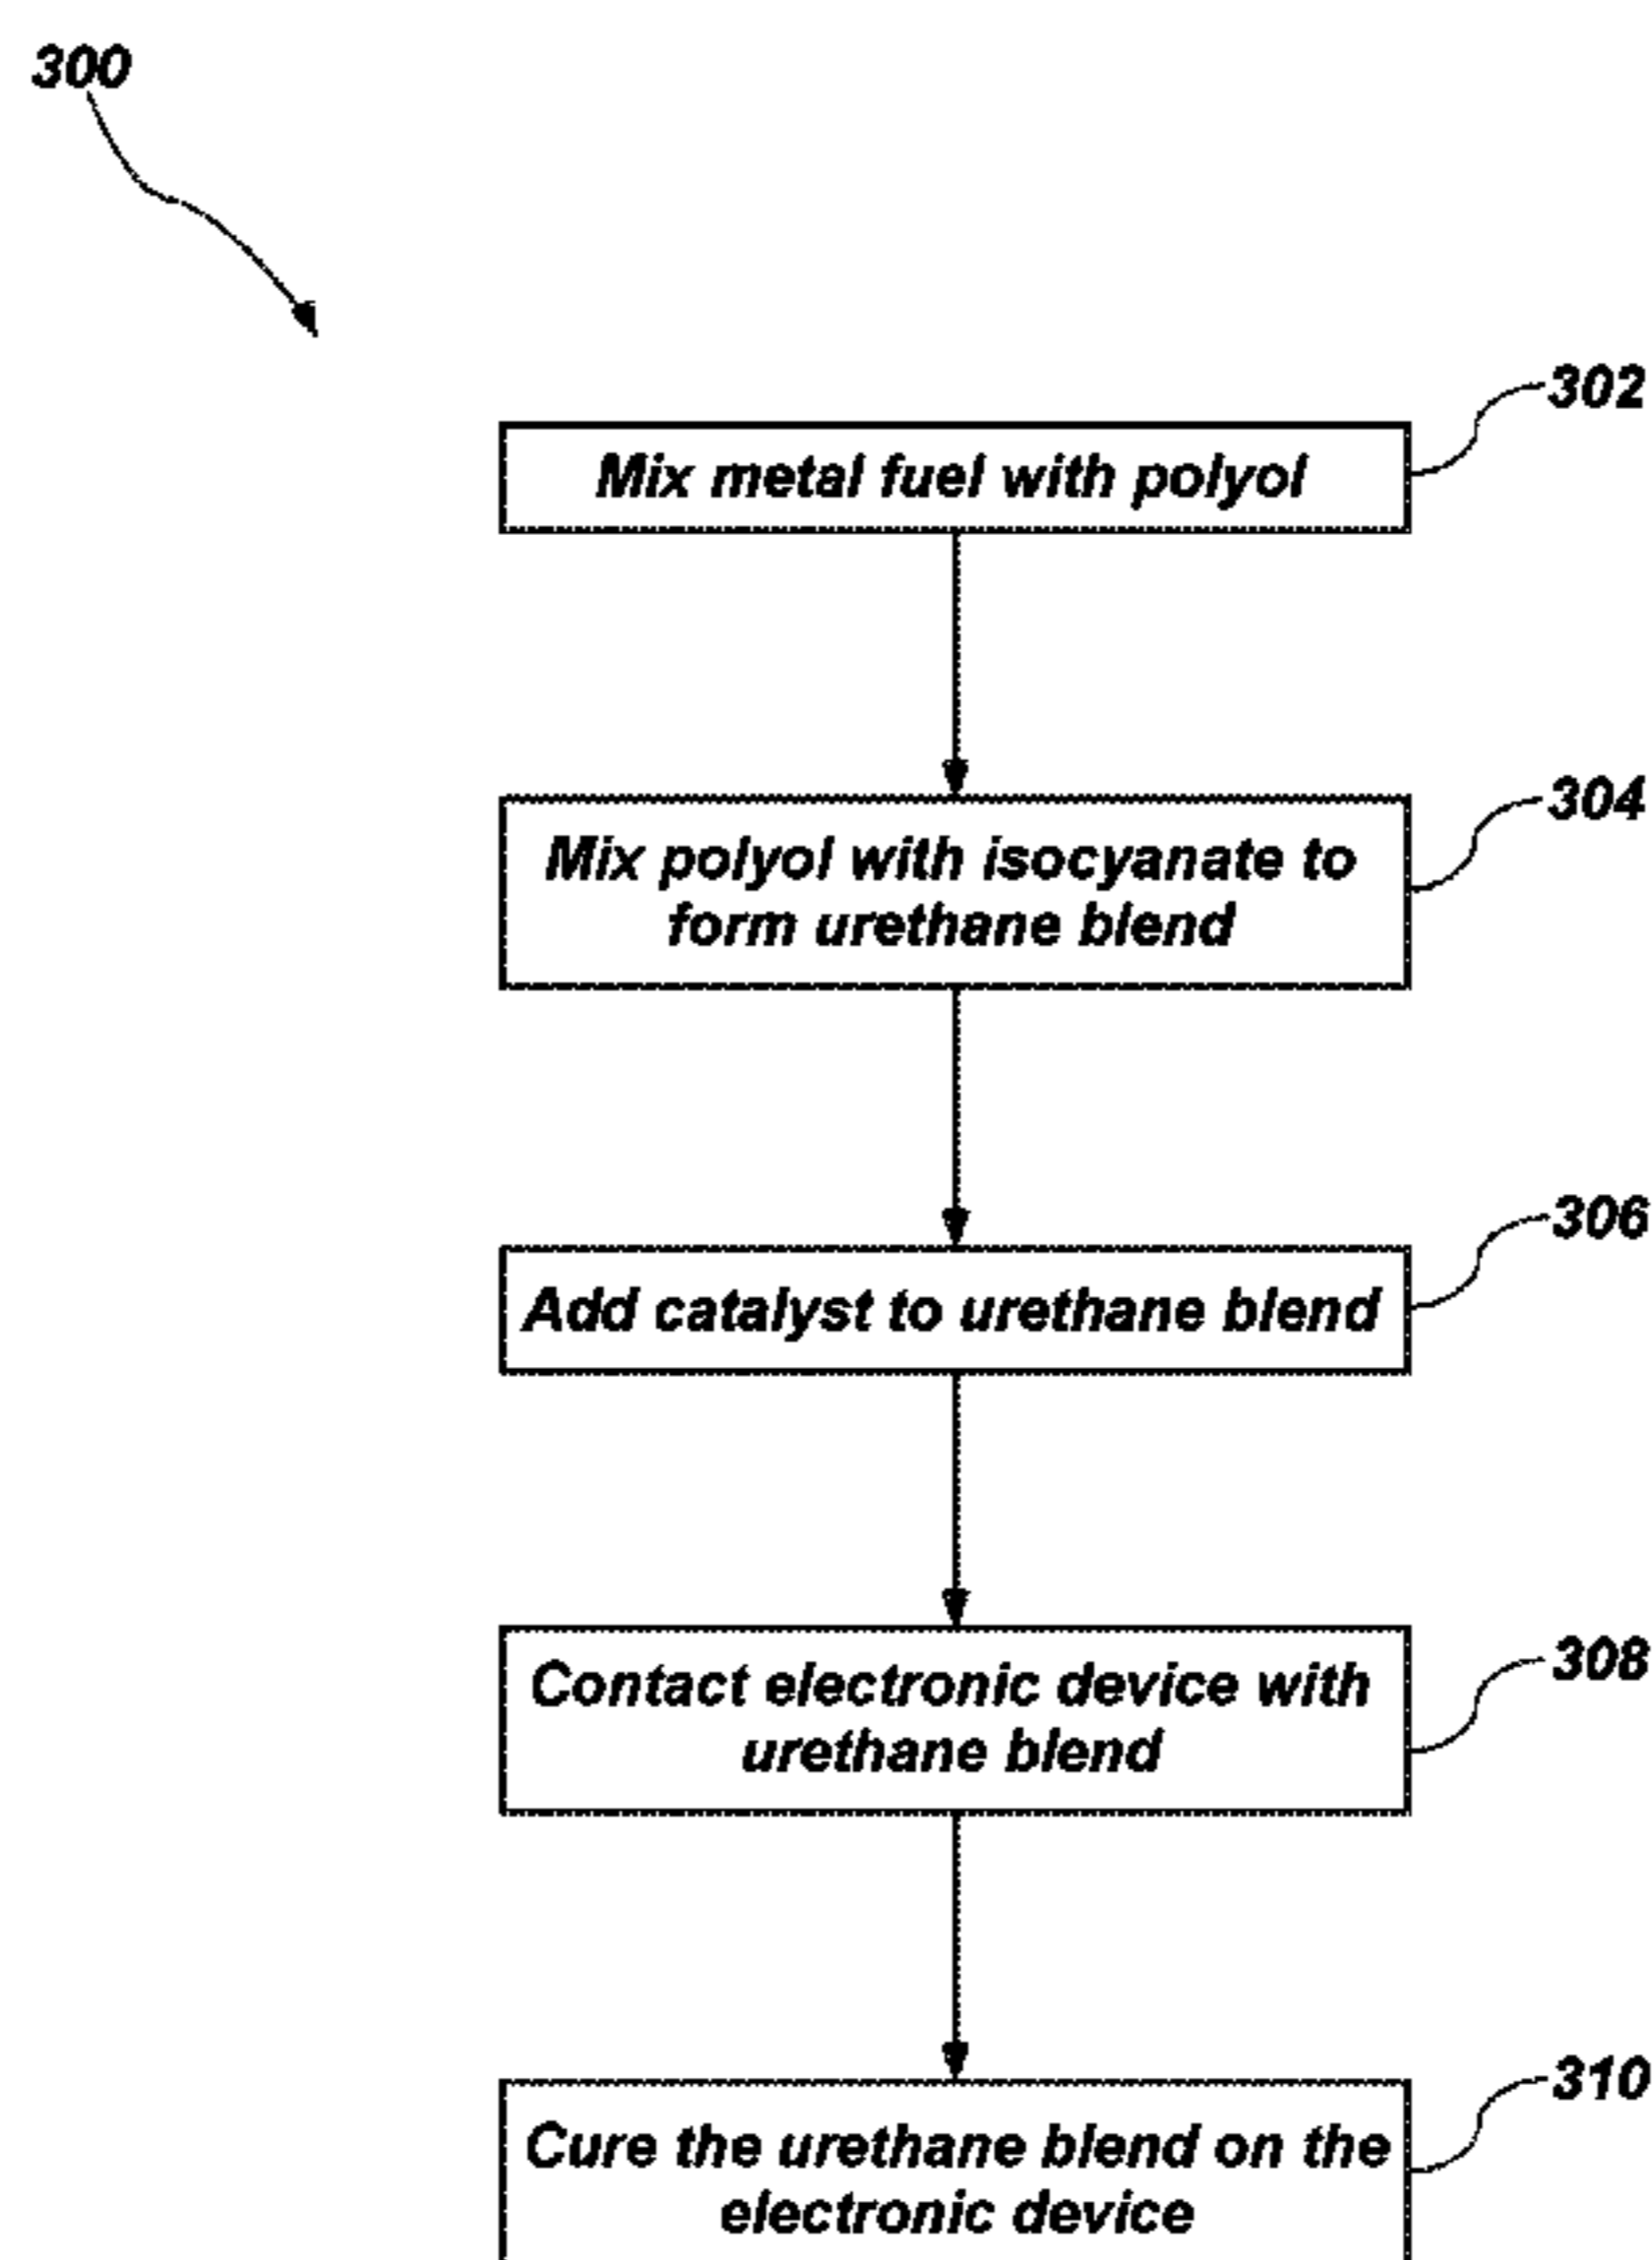 300
302
Mix metal fuel with polyol
304
Mix polyol with isocyanate to
form urethane blend
306
Add catalyst to urethane blend
308
Contact electronic device with
urethane blend
310
Cure the urethane blend on the
electronic device